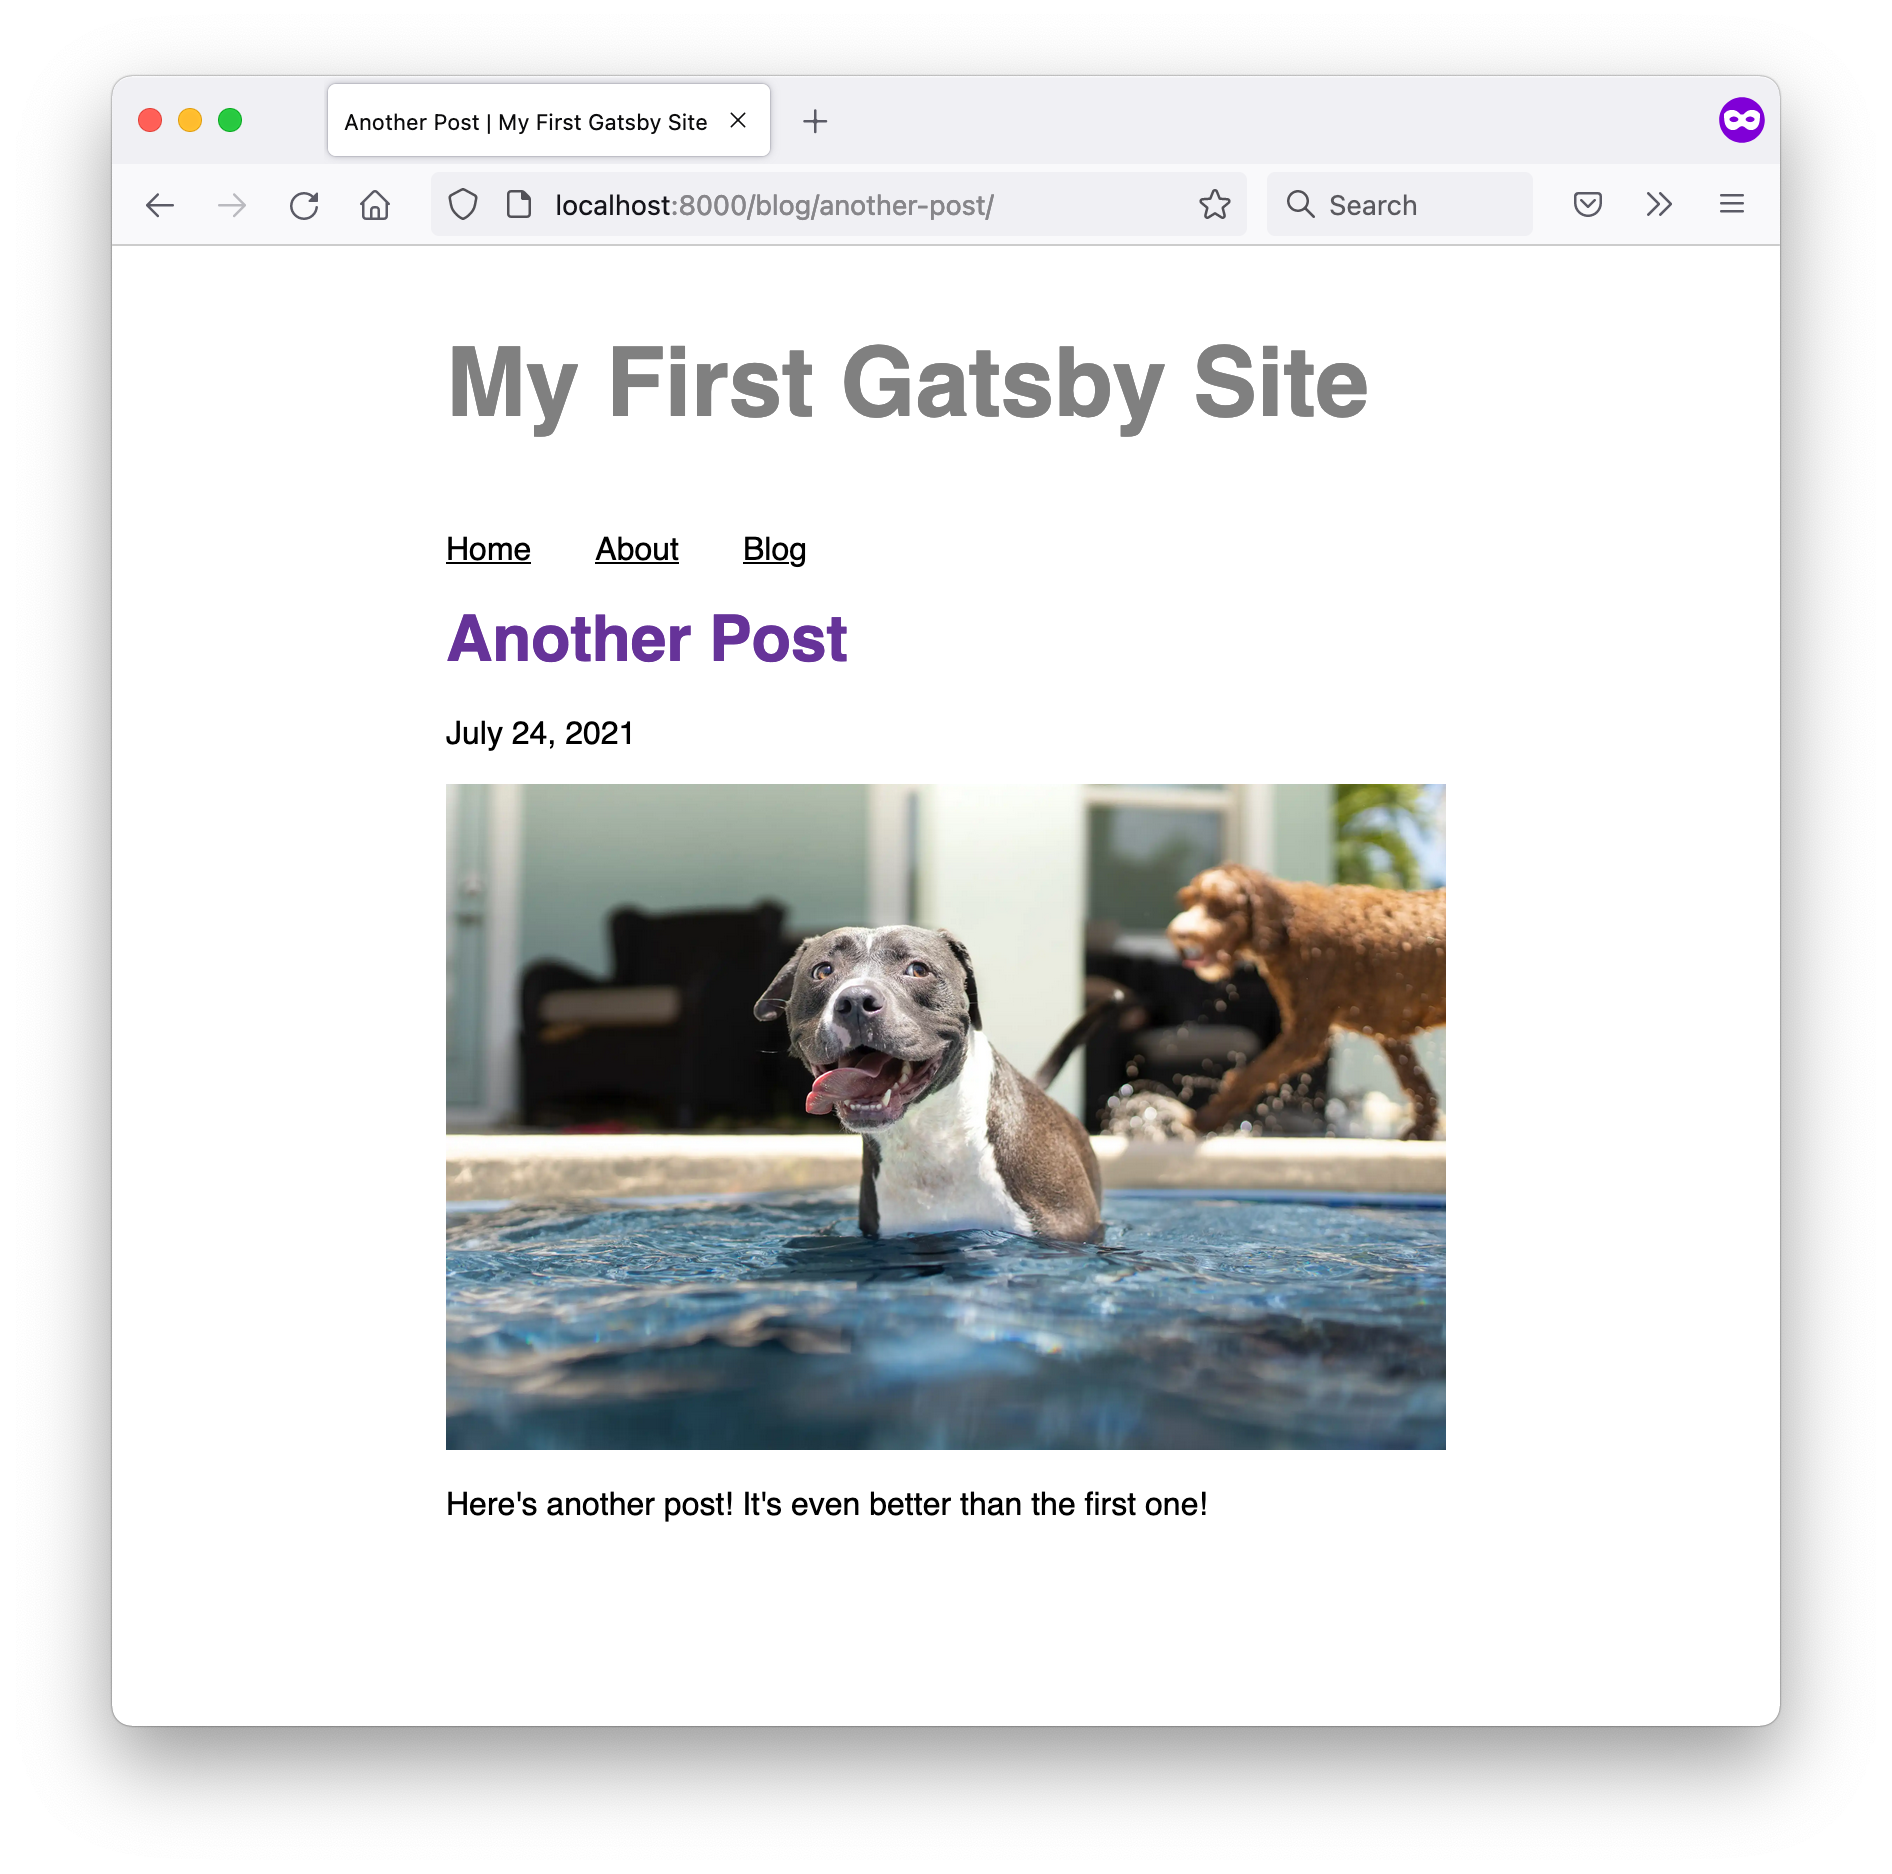 Another Post | My First Gatsby Site
localhost:8000/blog/another-post/
Search
My First Gatsby Site
Home About Blog
Another Post
July 24, 2021
Here's another post! It's even better than the first one!